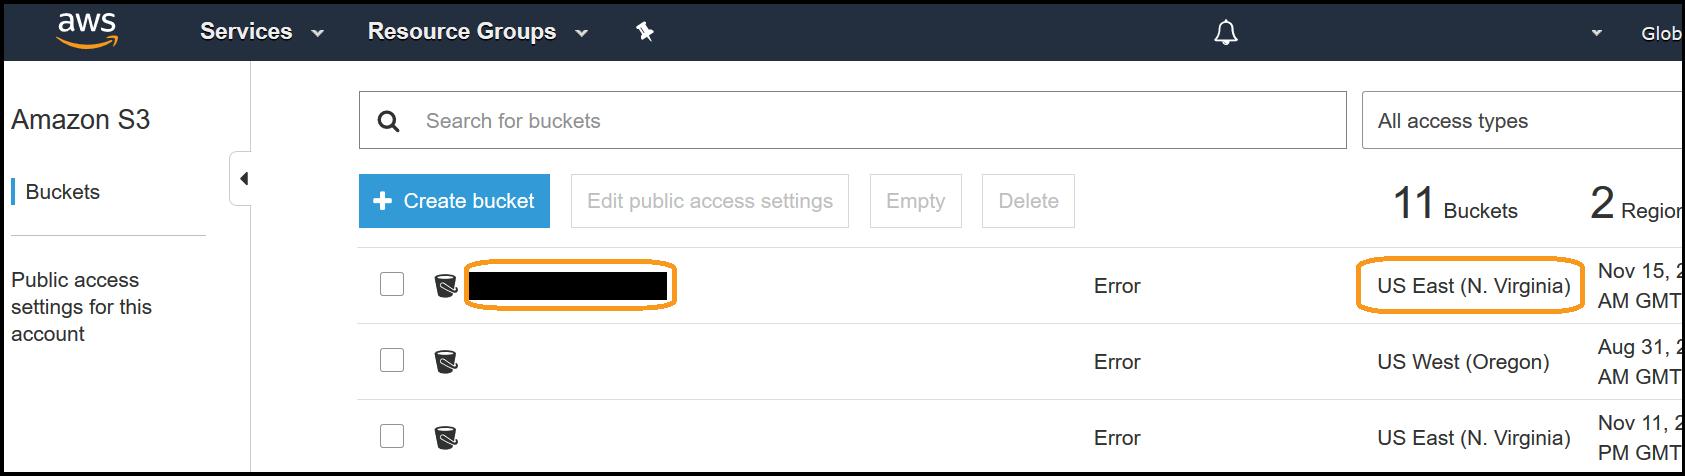 aws Services Resource Groups Glob
Amazon S3
Buckets
Public access
settings for this
account
Search for buckets All access types
Create bucket Edit public access settings Empty Delete 11 Buckets 2 Region
Error US East (N. Virginia) Nov 15, 2
AM GMT
Error US West (Oregon) Aug 31, 2
AM GMT
Error US East (N. Virginia) Nov 11, 2
PM GMT